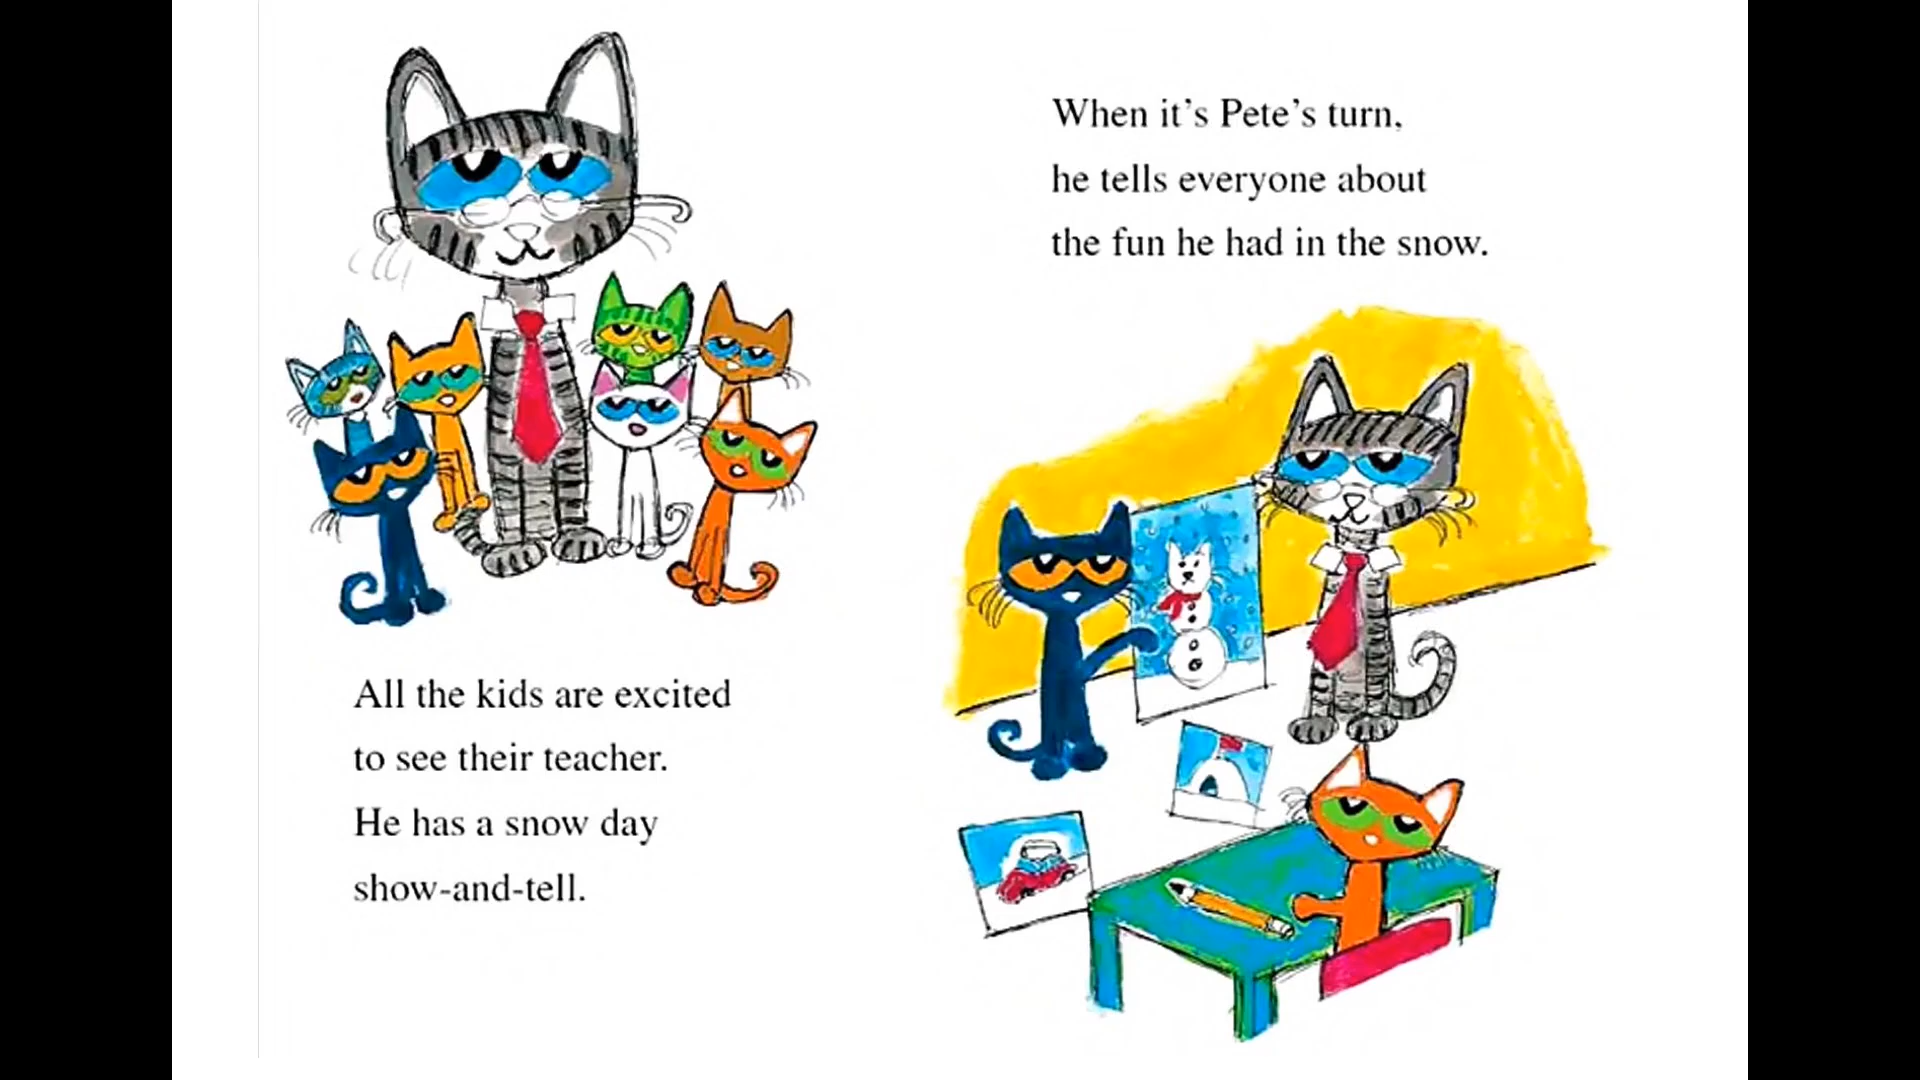 All the kids are excited
to see their teacher.
He has a snow day
show-and-tell.
When it’s Pete’s turn,
he tells everyone about
the fun he had in the snow.